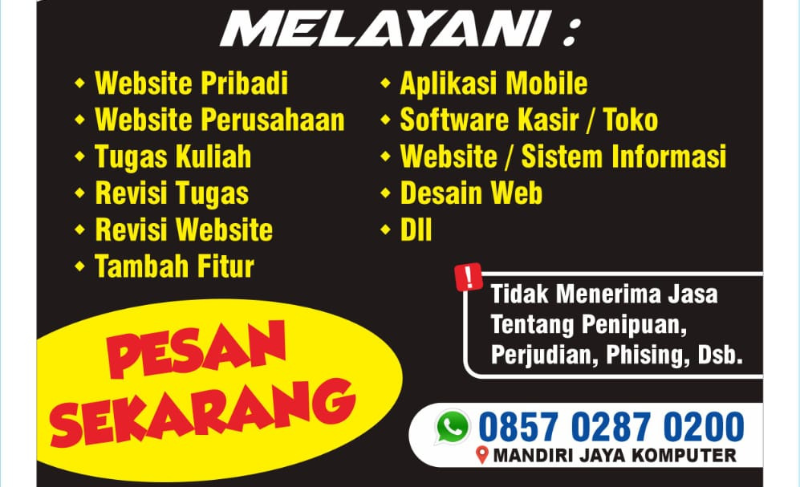 MELAYANI :
• Website Pribadi
• Website Perusahaan
• Tugas Kuliah
• Revisi Tugas
• Revisi Website
• Tambah Fitur
• Aplikasi Mobile
• Software Kasir / Toko
• Website / Sistem Informasi
• Desain Web
• Dll
!
Tidak Menerima Jasa
Tentang Penipuan,
Perjudian, Phising, Dsb.
PESAN
SEKARANG
0857 0287 0200
MANDIRI JAYA KOMPUTER